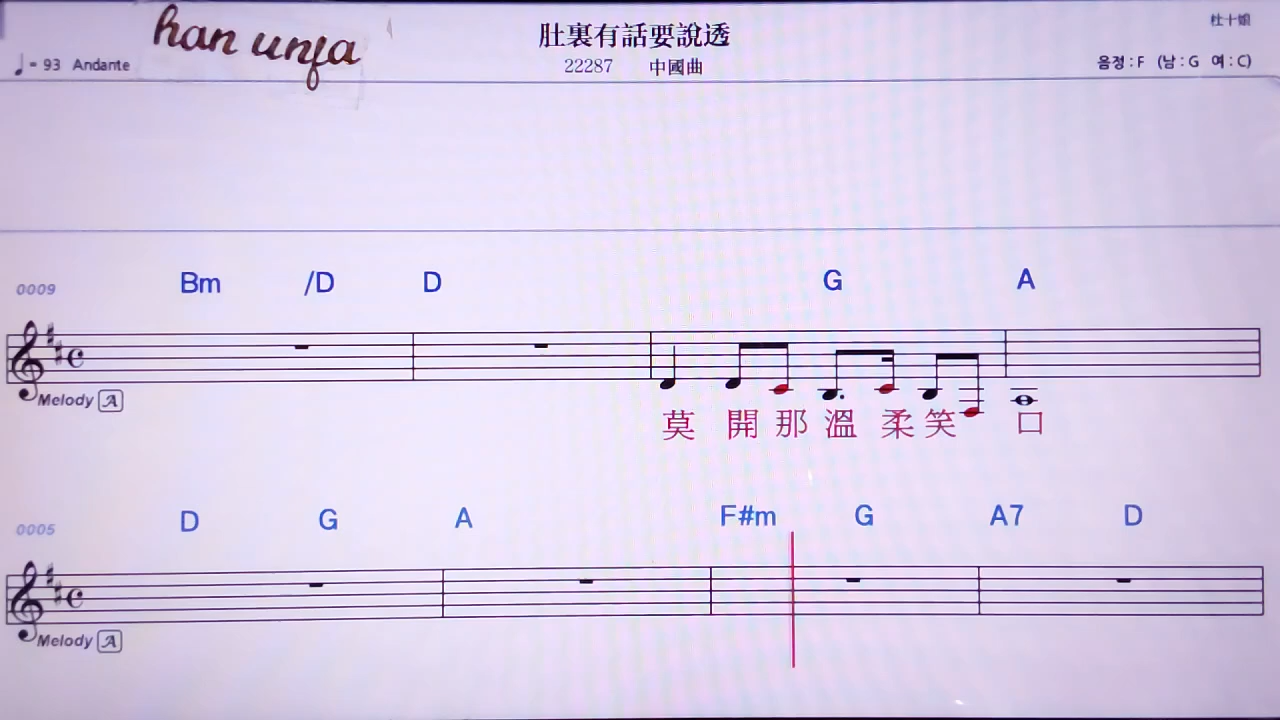 han unfa
肚裏有話要說透
杜十娘
♩= 93 Andante
22287 中國曲
음정 : F (남 : G 여 : C)
0009 Bm /D D G A
Melody A
莫 開 那 溫 柔 笑 口
0005 D G A F#m G A7 D
Melody A